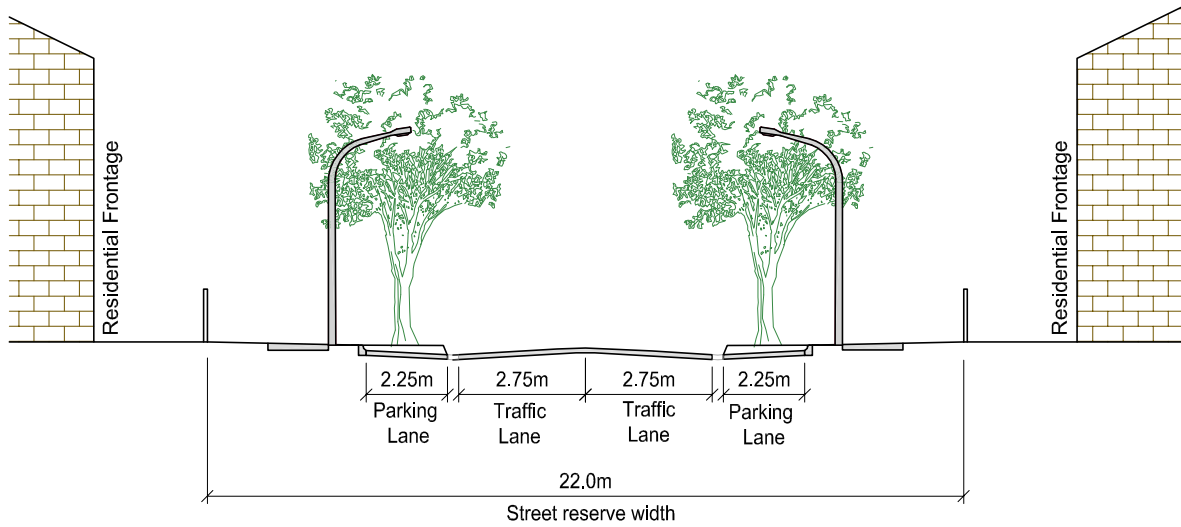 Residential Frontage
Residential Frontage
2.25m
2.75m
2.75m
2.25m
Parking
Lane
Traffic
Lane
Traffic
Lane
Parking
Lane
22.0m
Street reserve width